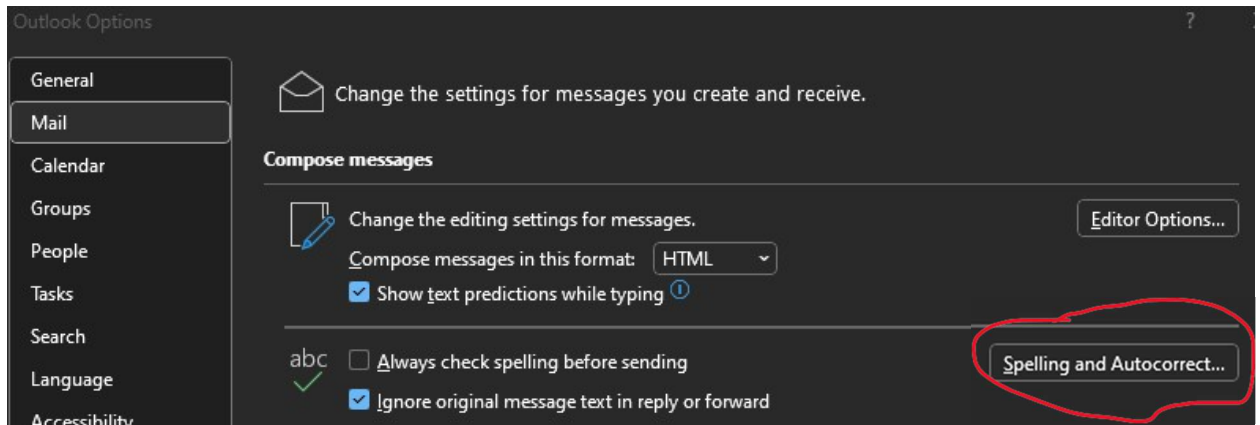 Outlook Options
?
General
Mail
Calendar
Groups
People
Tasks
Search
Language
Accessibility
Change the settings for messages you create and receive.
Compose messages
Change the editing settings for messages.
Editor Options...
Compose messages in this format: HTML
Show text predictions while typing
abc
Always check spelling before sending
Spelling and Autocorrect...
Ignore original message text in reply or forward